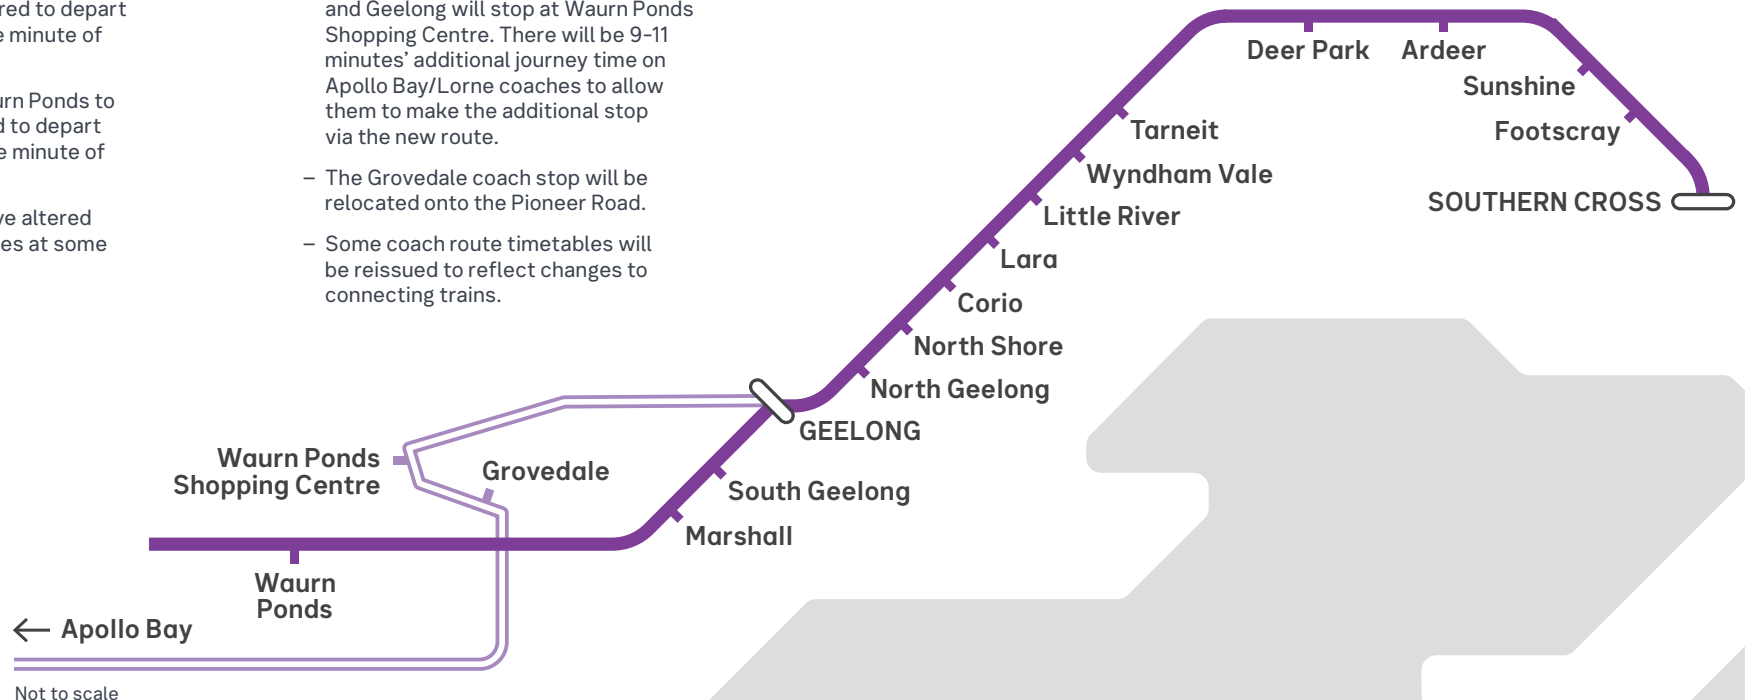 red to depart
e minute of
urn Ponds to
d to depart
e minute of
ve altered
es at some
and Geelong will stop at Waurn Ponds
Shopping Centre. There will be 9-11
minutes’ additional journey time on
Apollo Bay/Lorne coaches to allow
them to make the additional stop
via the new route.
– The Grovedale coach stop will be
relocated onto the Pioneer Road.
– Some coach route timetables will
be reissued to reflect changes to
connecting trains.
Deer Park
Ardeer
Sunshine
Footscray
SOUTHERN CROSS
Tarneit
Wyndham Vale
Little River
Lara
Corio
North Shore
North Geelong
GEELONG
South Geelong
Marshall
Waurn Ponds
Shopping Centre
Grovedale
Waurn
Ponds
← Apollo Bay
Not to scale